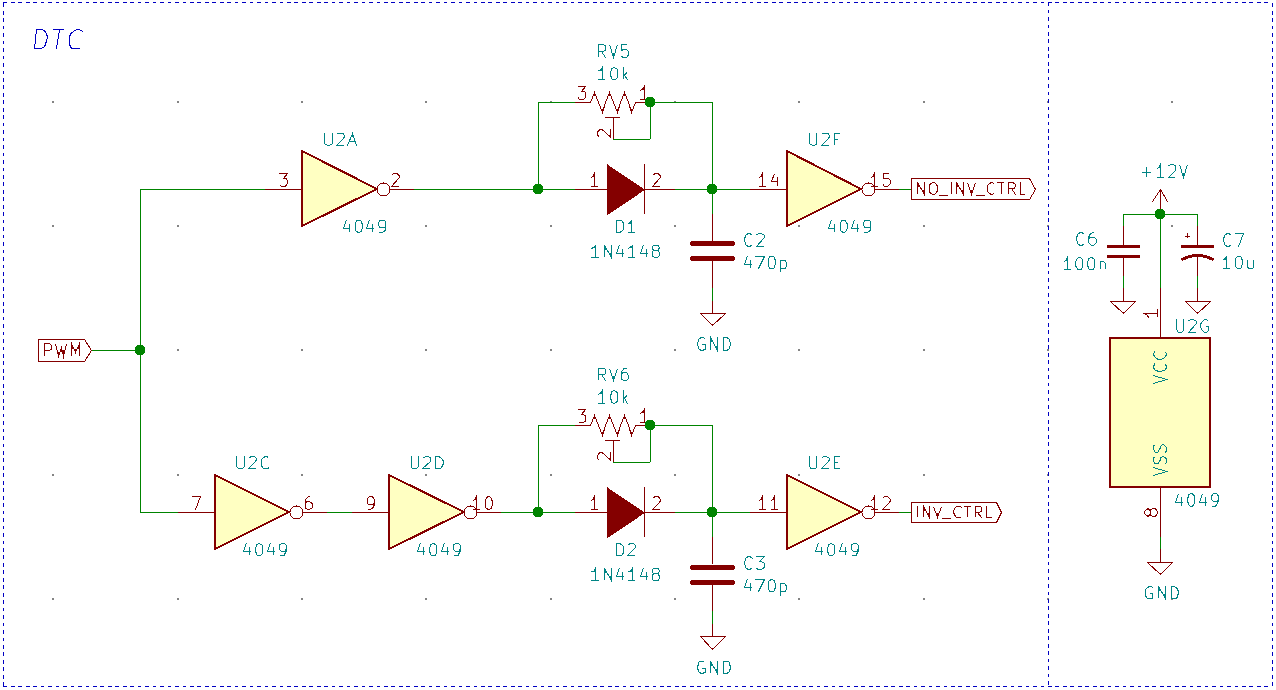 DTC
RV5
10k
3
1
2
U2A
3
2
4049
1
2
D1
1N4148
U2F
14
15
4049
NO_INV_CTRL
C2
470p
GND
PWM
RV6
10k
3
1
2
U2C
7
6
4049
U2D
9
10
4049
1
2
D2
1N4148
U2E
11
12
4049
INV_CTRL
C3
470p
GND
+12V
C6
100n
+
C7
10u
1
U2G
VCC
VSS
4049
8
GND